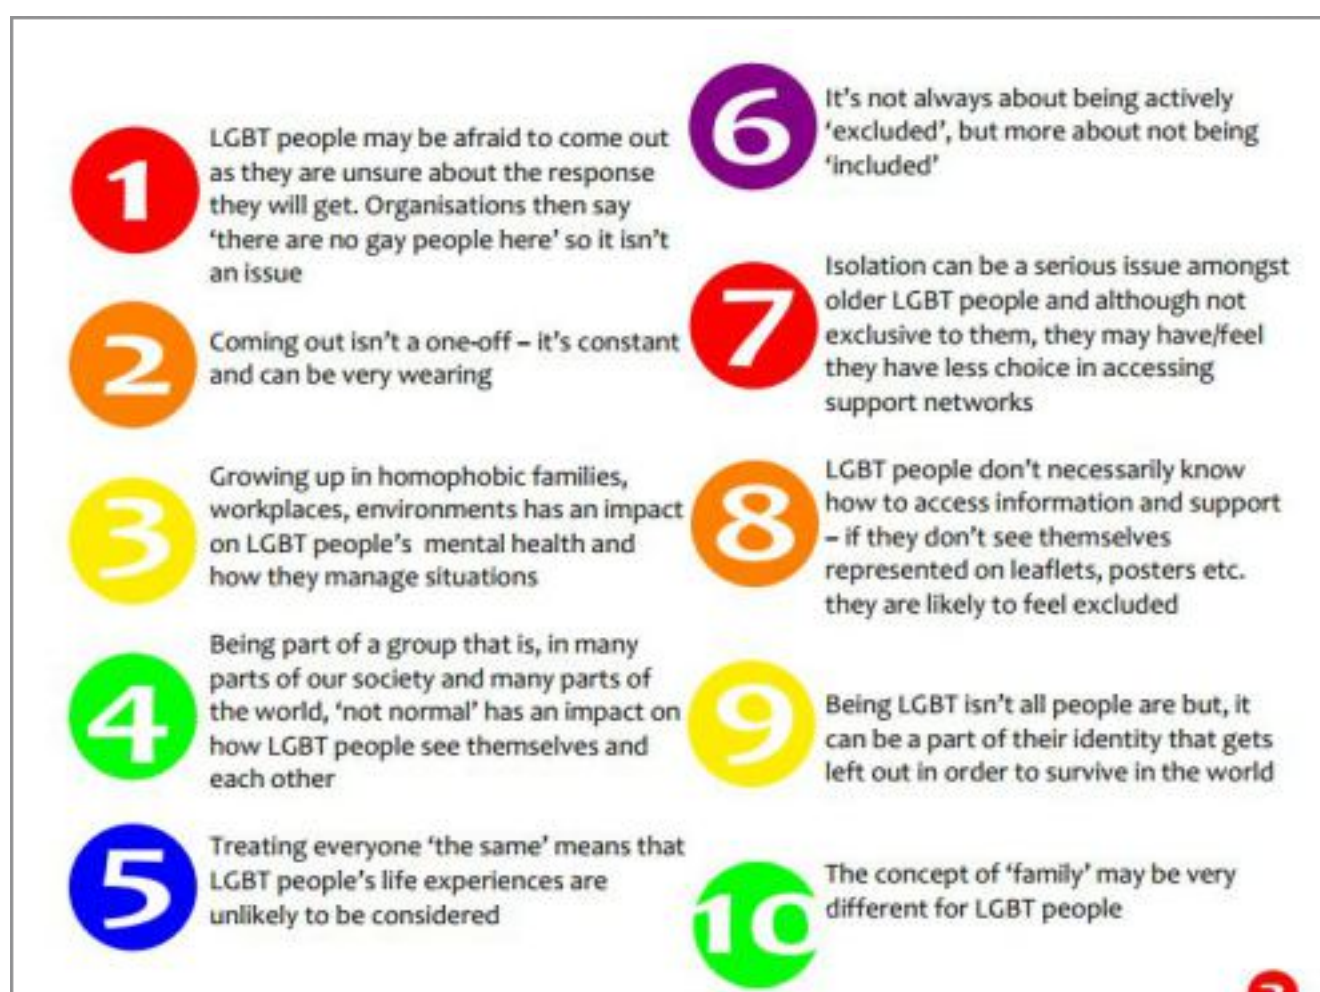 1
LGBT people may be afraid to come out
as they are unsure about the response
they will get. Organisations then say
‘there are no gay people here’ so it isn’t
an issue
2
Coming out isn’t a one-off – it’s constant
and can be very wearing
3
Growing up in homophobic families,
workplaces, environments has an impact
on LGBT people’s mental health and
how they manage situations
4
Being part of a group that is, in many
parts of our society and many parts of
the world, ‘not normal’ has an impact on
how LGBT people see themselves and
each other
5
Treating everyone ‘the same’ means that
LGBT people’s life experiences are
unlikely to be considered
6
It’s not always about being actively
‘excluded’, but more about not being
‘included’
7
Isolation can be a serious issue amongst
older LGBT people and although not
exclusive to them, they may have/feel
they have less choice in accessing
support networks
8
LGBT people don’t necessarily know
how to access information and support
– if they don’t see themselves
represented on leaflets, posters etc.
they are likely to feel excluded
9
Being LGBT isn’t all people are but, it
can be a part of their identity that gets
left out in order to survive in the world
10
The concept of ‘family’ may be very
different for LGBT people